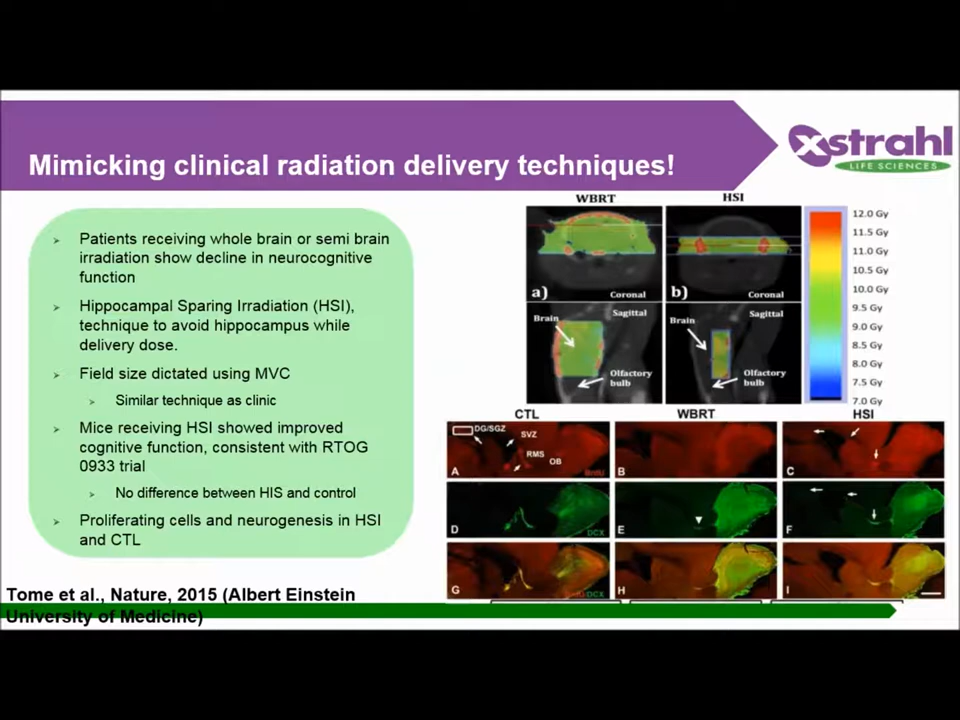 Mimicking clinical radiation delivery techniques!
xstrahl
LIFE SCIENCES
Patients receiving whole brain or semi brain
irradiation show decline in neurocognitive
function
Hippocampal Sparing Irradiation (HSI),
technique to avoid hippocampus while
delivery dose.
Field size dictated using MVC
Similar technique as clinic
Mice receiving HSI showed improved
cognitive function, consistent with RTOG
0933 trial
No difference between HIS and control
Proliferating cells and neurogenesis in HSI
and CTL
Tome et al., Nature, 2015 (Albert Einstein
University of Medicine)
WBRT HSI
a) Coronal b) Coronal
Brain Sagittal Brain Sagittal
Olfactory bulb Olfactory bulb
12.0 Gy
11.5 Gy
11.0 Gy
10.5 Gy
10.0 Gy
9.5 Gy
9.0 Gy
8.5 Gy
8.0 Gy
7.5 Gy
7.0 Gy
CTL WBRT HSI
DG/SGZ SVZ
RMS OB
A BrdU B C
D DCX E F
G DCX H I